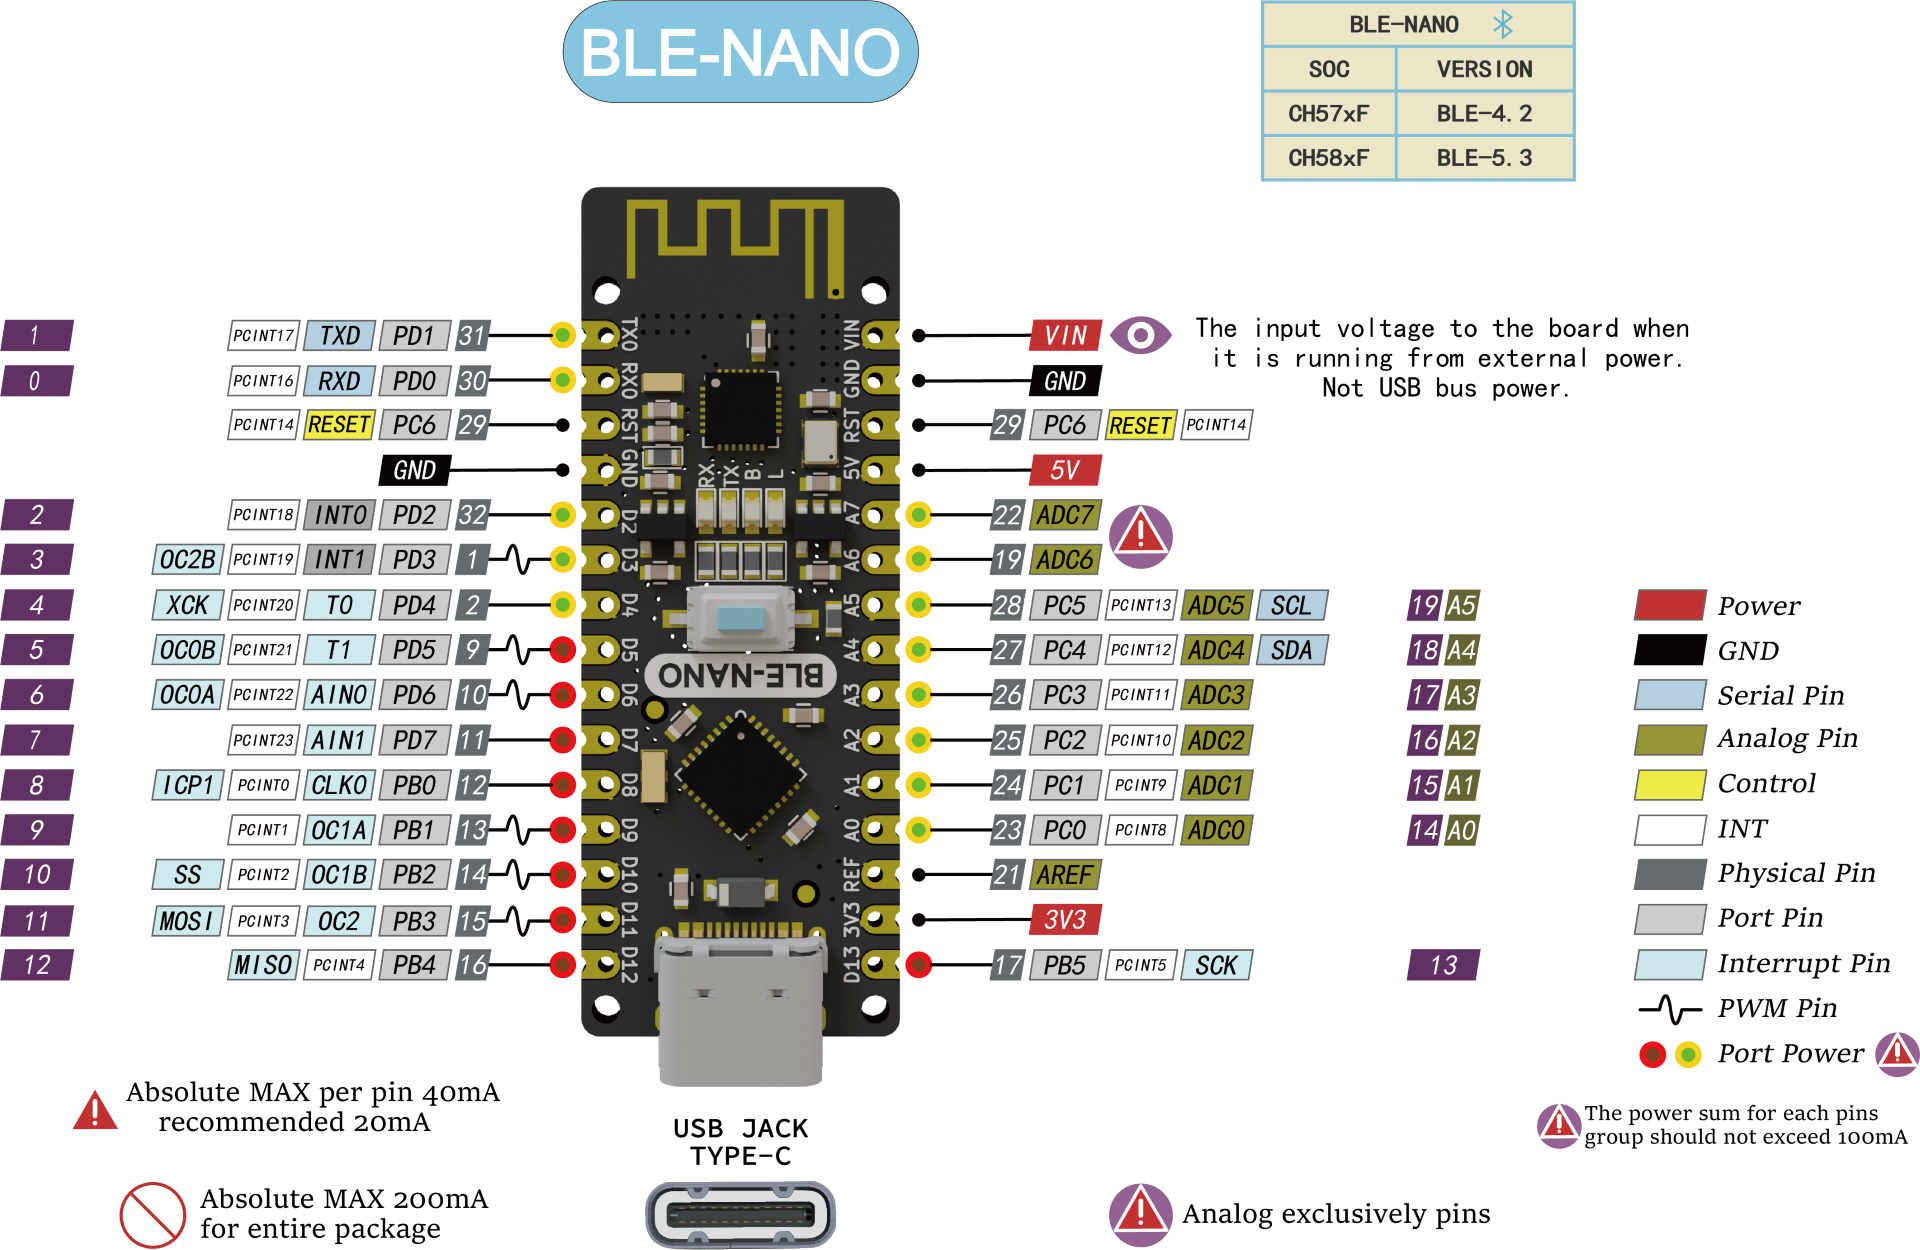 BLE-NANO
BLE-NANO
SOC VERSION
CH57xF BLE-4.2
CH58xF BLE-5.3
1 PCINT17 TXD PD1 31 TX0 VIN VIN
0 PCINT16 RXD PD0 30 RX0 GND GND
PCINT14 RESET PC6 29 RST RST 29 PC6 RESET PCINT14
GND GND 5V 5V
The input voltage to the board when
it is running from external power.
Not USB bus power.
RX TX B L
2 PCINT18 INT0 PD2 32 D2 A7 22 ADC7
3 OC2B PCINT19 INT1 PD3 1 D3 A6 19 ADC6
4 XCK PCINT20 T0 PD4 2 D4 A5 28 PC5 PCINT13 ADC5 SCL 19 A5
5 OC0B PCINT21 T1 PD5 9 D5 A4 27 PC4 PCINT12 ADC4 SDA 18 A4
BLE-NANO
6 OC0A PCINT22 AIN0 PD6 10 D6 A3 26 PC3 PCINT11 ADC3 17 A3
7 PCINT23 AIN1 PD7 11 D7 A2 25 PC2 PCINT10 ADC2 16 A2
8 ICP1 PCINT0 CLK0 PB0 12 D8 A1 24 PC1 PCINT9 ADC1 15 A1
9 PCINT1 OC1A PB1 13 D9 A0 23 PC0 PCINT8 ADC0 14 A0
10 SS PCINT2 OC1B PB2 14 D10 REF 21 AREF
11 MOSI PCINT3 OC2 PB3 15 D11 3V3 3V3
12 MISO PCINT4 PB4 16 D12 D13 17 PB5 PCINT5 SCK 13
Power
GND
Serial Pin
Analog Pin
Control
INT
Physical Pin
Port Pin
Interrupt Pin
PWM Pin
Port Power
The power sum for each pins
group should not exceed 100mA
Absolute MAX per pin 40mA
recommended 20mA
USB JACK
TYPE-C
Absolute MAX 200mA
for entire package
Analog exclusively pins